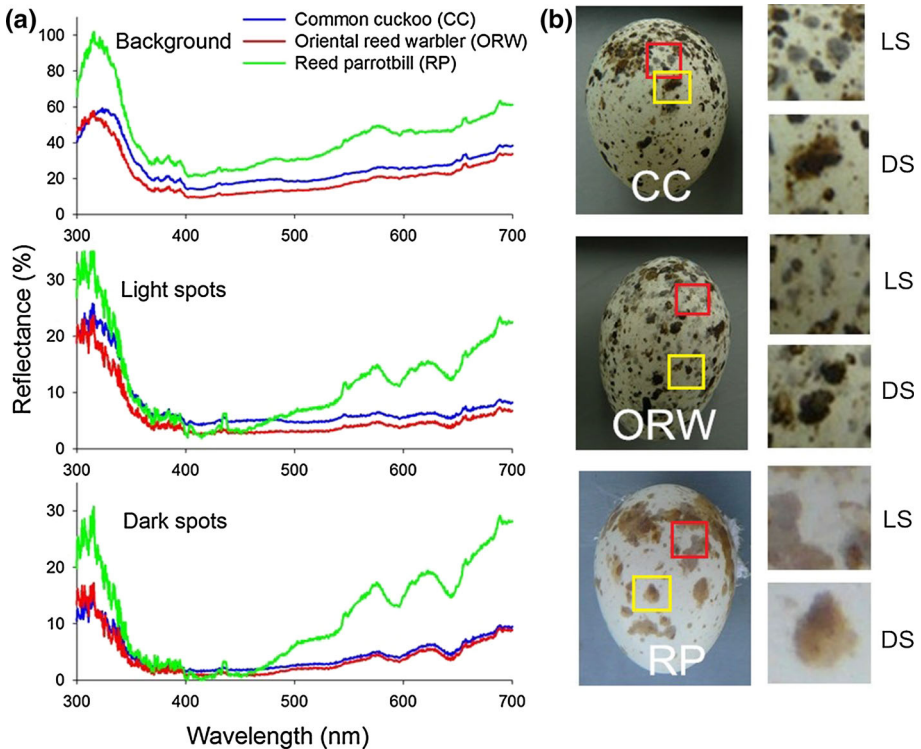 (a)
Common cuckoo (CC)
Oriental reed warbler (ORW)
Reed parrotbill (RP)
Background
100
80
60
40
20
0
300 400 500 600 700
Light spots
30
20
10
0
300 400 500 600 700
Dark spots
30
20
10
0
300 400 500 600 700
Reflectance (%)
Wavelength (nm)
(b)
CC
LS
DS
ORW
LS
DS
RP
LS
DS